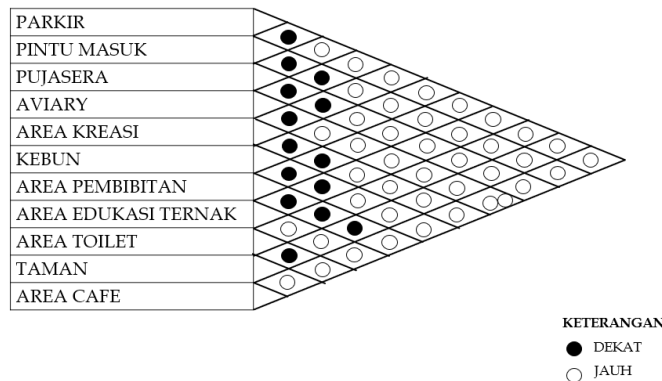 PARKIR
PINTU MASUK
PUJASERA
AVIARY
AREA KREASI
KEBUN
AREA PEMBIBITAN
AREA EDUKASI TERNAK
AREA TOILET
TAMAN
AREA CAFE
KETERANGAN
DEKAT
JAUH